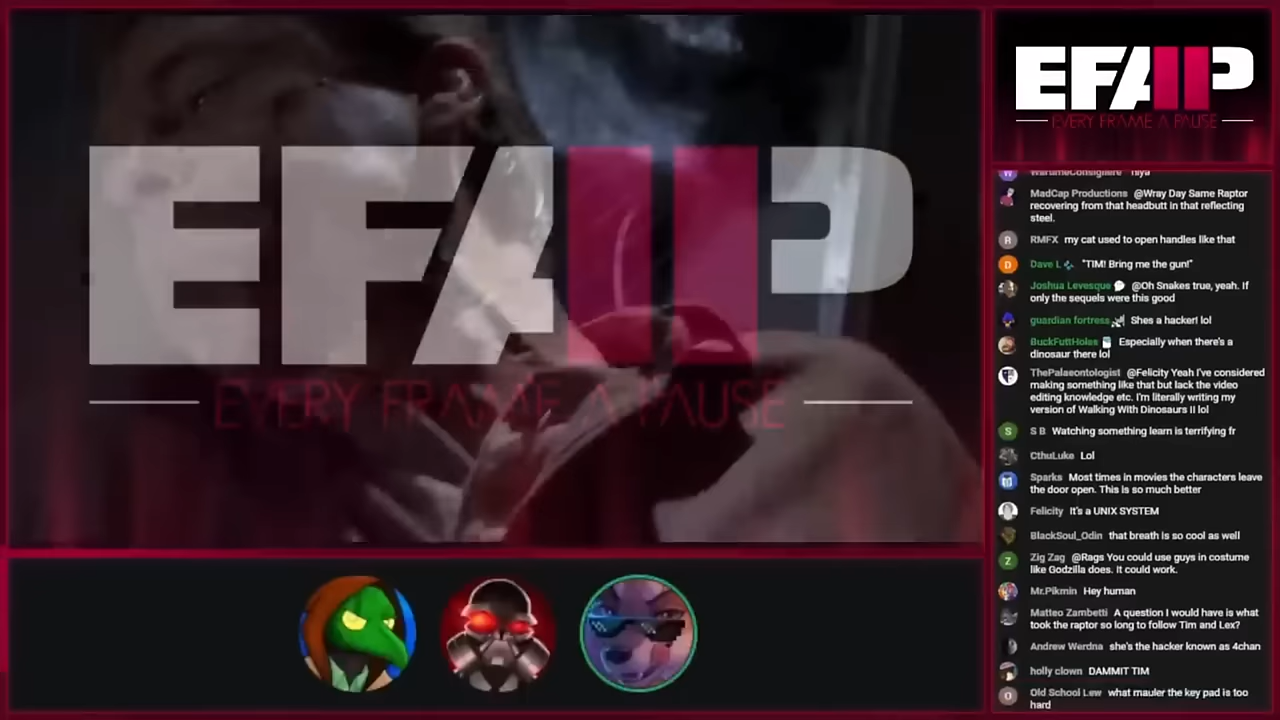 EFAP
EVERY FRAME A PAUSE
EFAP
EVERY FRAME A PAUSE
WartimeConsigliere hiya
MadCap Productions @Wray Day Same Raptor
recovering from that headbutt in that reflecting
steel.
RMFX my cat used to open handles like that
Dave L "TIM! Bring me the gun!"
Joshua Levesque @Oh Snakes true, yeah. If
only the sequels were this good
guardian fortress Shes a hacker! lol
BuckFuttHoles Especially when there's a
dinosaur there lol
ThePalaeontologist @Felicity Yeah I've considered
making something like that but lack the video
editing knowledge etc. I'm literally writing my
version of Walking With Dinosaurs II lol
S B Watching something learn is terrifying fr
CthuLuke Lol
Sparks Most times in movies the characters leave
the door open. This is so much better
Felicity It's a UNIX SYSTEM
BlackSoul_Odin that breath is so cool as well
Zig Zag @Rags You could use guys in costume
like Godzilla does. It could work.
Mr.Pikmin Hey human
Matteo Zambetti A question I would have is what
took the raptor so long to follow Tim and Lex?
Andrew Werdna she's the hacker known as 4chan
holly clown DAMMIT TIM
Old School Lew what mauler the key pad is too
hard